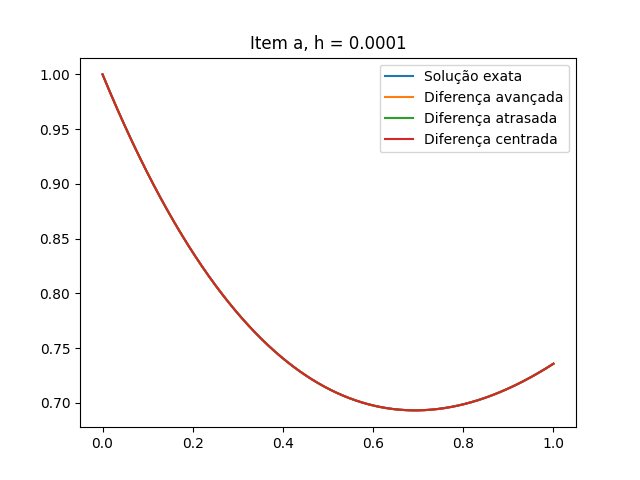 Item a, h = 0.0001
Solução exata
Diferença avançada
Diferença atrasada
Diferença centrada
1.00
0.95
0.90
0.85
0.80
0.75
0.70
0.0 0.2 0.4 0.6 0.8 1.0